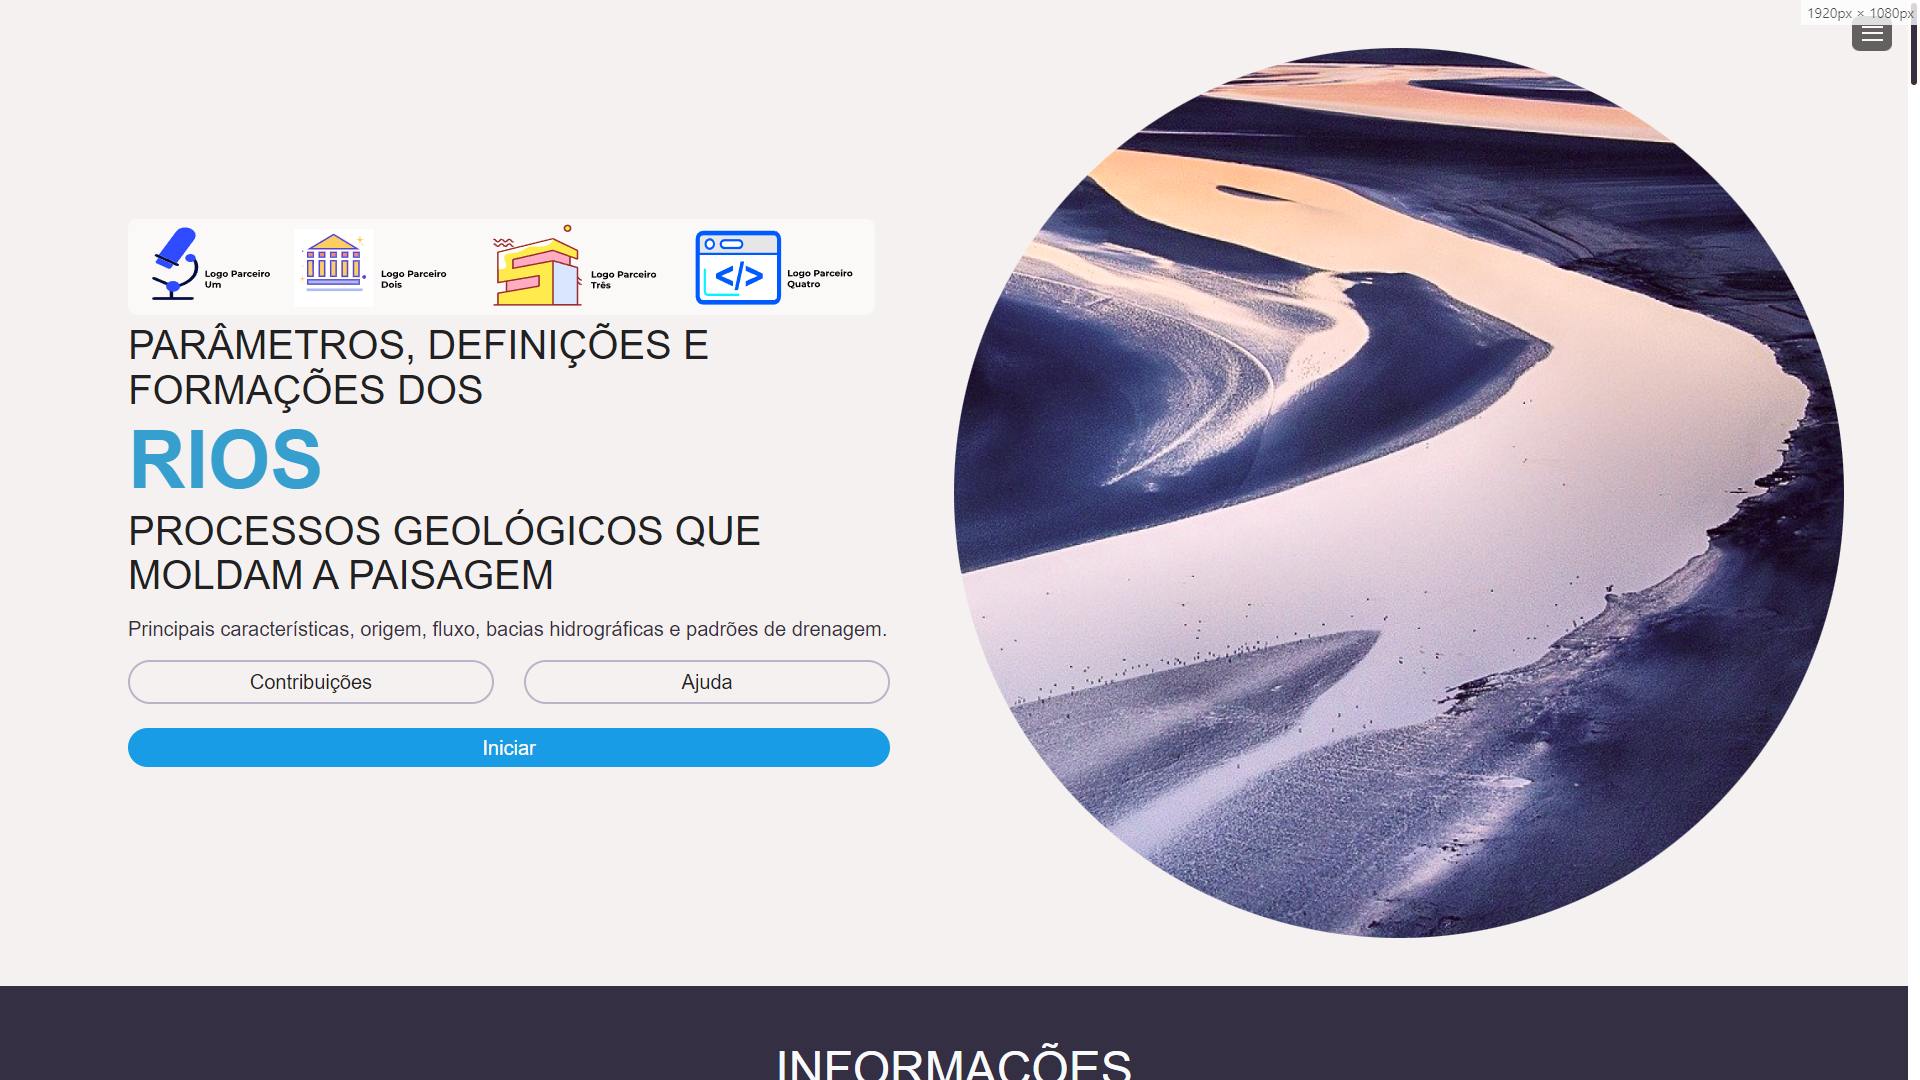 1920px × 1080px
Logo Parceiro
Um
Logo Parceiro
Dois
Logo Parceiro
Três
Logo Parceiro
Quatro
PARÂMETROS, DEFINIÇÕES E
FORMAÇÕES DOS
RIOS
PROCESSOS GEOLÓGICOS QUE
MOLDAM A PAISAGEM
Principais características, origem, fluxo, bacias hidrográficas e padrões de drenagem.
Contribuições
Ajuda
Iniciar
INFORMAÇÕES